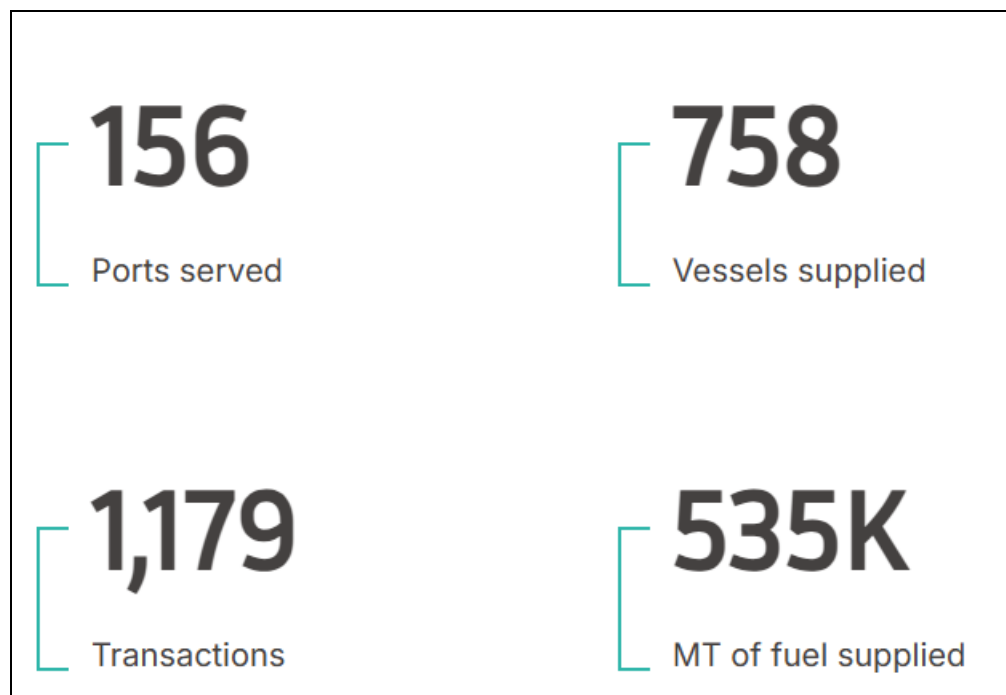 156
Ports served
758
Vessels supplied
1,179
Transactions
535K
MT of fuel supplied